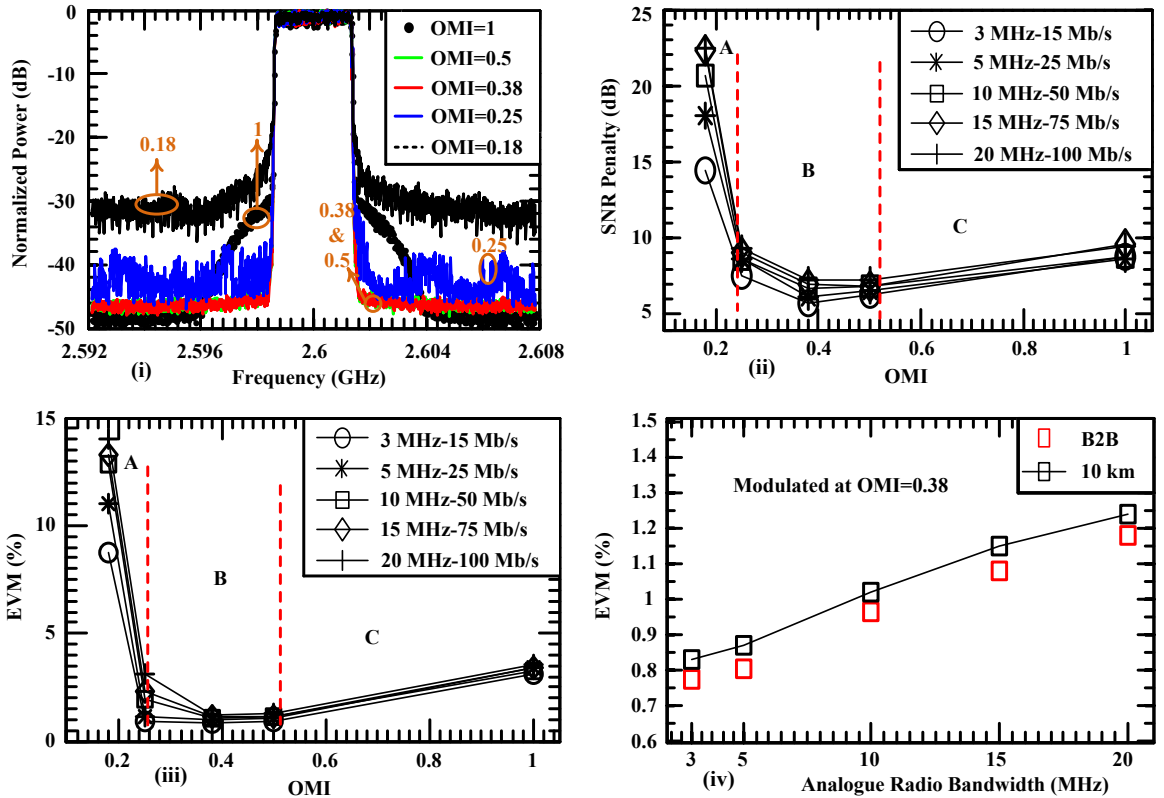 0
-10
-20
-30
-40
-50
Normalized Power (dB)
OMI=1
OMI=0.5
OMI=0.38
OMI=0.25
OMI=0.18
0.18
1
0.38
&
0.5
0.25
2.592
2.596
2.6
2.604
2.608
(i)
Frequency (GHz)
25
20
15
10
5
SNR Penalty (dB)
3 MHz-15 Mb/s
5 MHz-25 Mb/s
10 MHz-50 Mb/s
15 MHz-75 Mb/s
20 MHz-100 Mb/s
A
B
C
0.2
0.4
0.6
0.8
1
(ii)
OMI
15
10
5
0
EVM (%)
3 MHz-15 Mb/s
5 MHz-25 Mb/s
10 MHz-50 Mb/s
15 MHz-75 Mb/s
20 MHz-100 Mb/s
A
B
C
0.2
0.4
0.6
0.8
1
(iii)
OMI
1.5
1.4
1.3
1.2
1.1
1
0.9
0.8
0.7
0.6
EVM (%)
B2B
10 km
Modulated at OMI=0.38
3
5
10
15
20
(iv)
Analogue Radio Bandwidth (MHz)